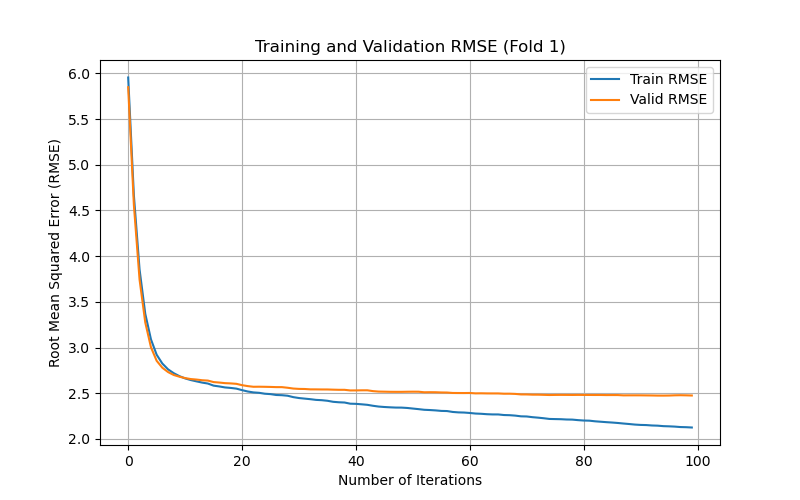 Training and Validation RMSE (Fold 1)
Train RMSE
Valid RMSE
Root Mean Squared Error (RMSE)
6.0
5.5
5.0
4.5
4.0
3.5
3.0
2.5
2.0
0 20 40 60 80 100
Number of Iterations